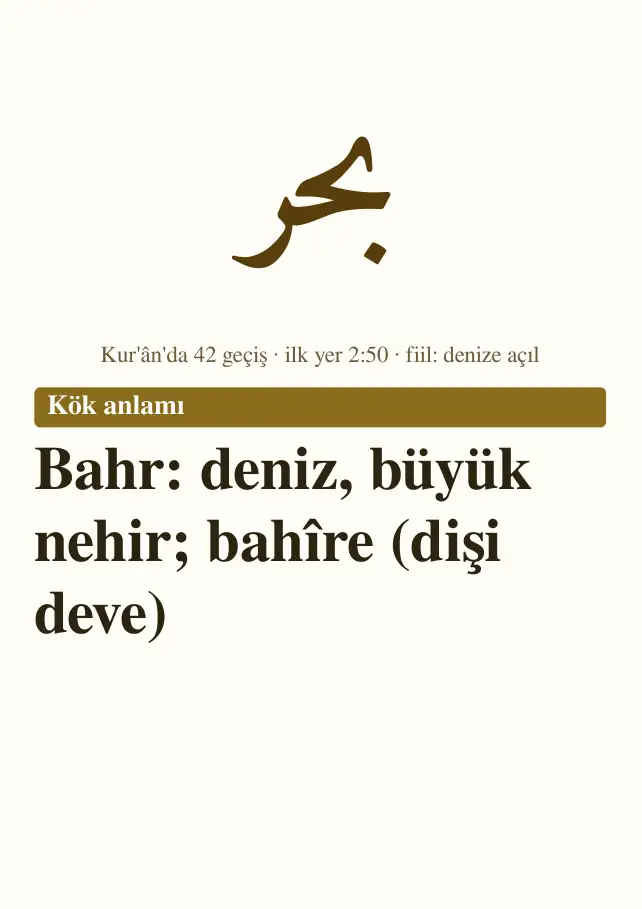 بحر
Kur'ân'da 42 geçiş · ilk yer 2:50 · fiil: denize açıl
Kök anlamı
Bahr: deniz, büyük
nehir; bahîre (dişi
deve)